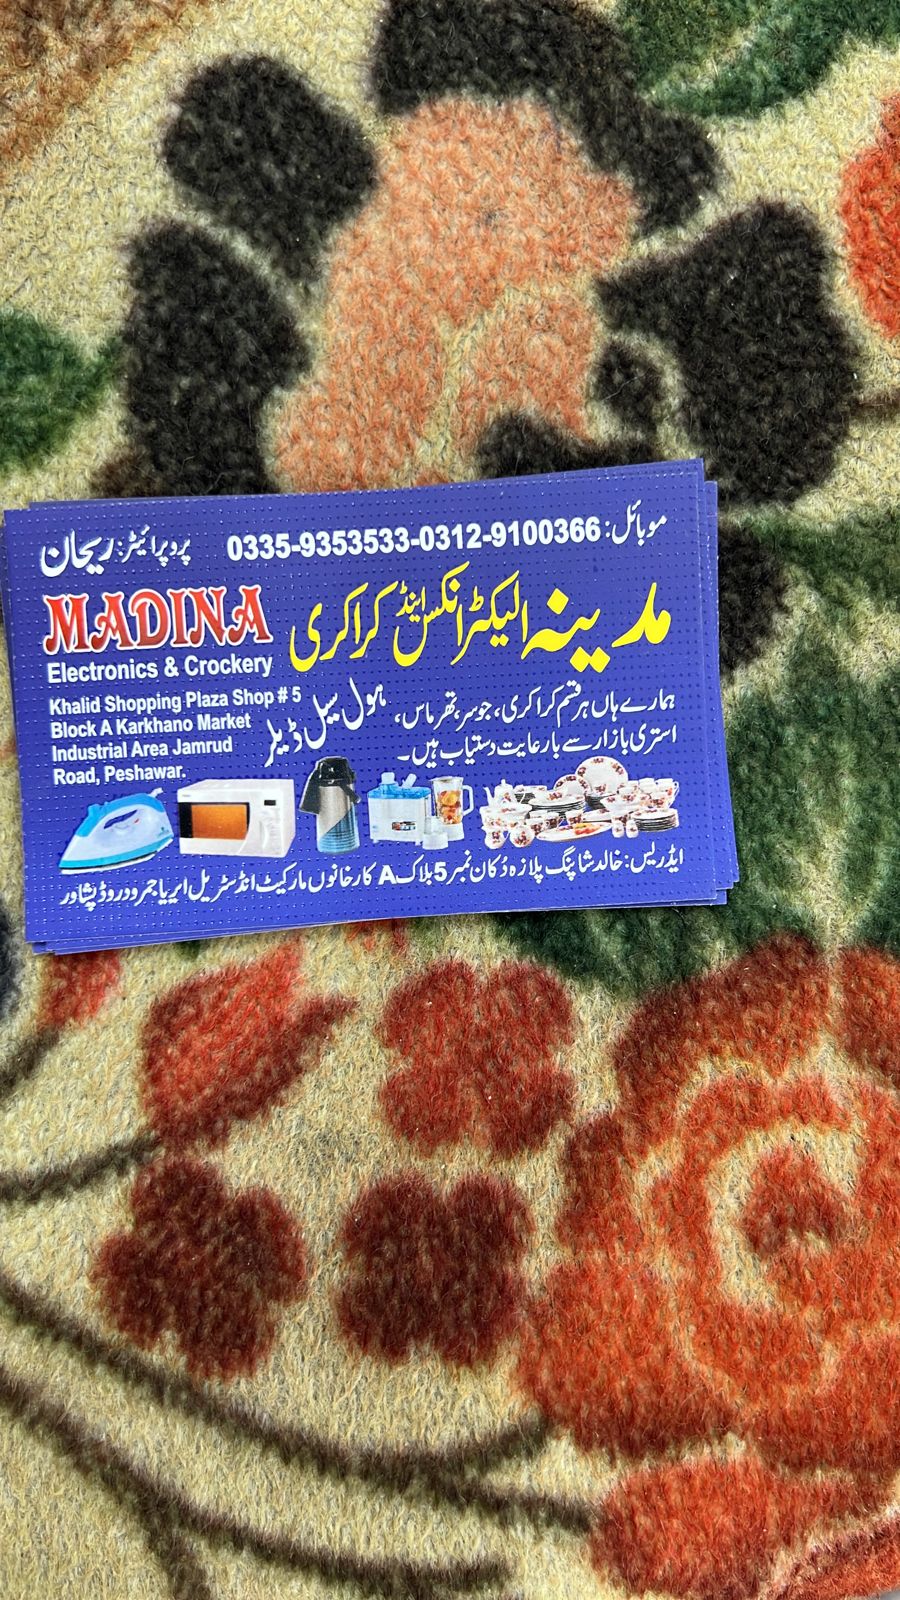 موبائل: 0335-9353533-0312-9100366 پروپرائیٹر: ریحان
مدینہ الیکٹرانکس اینڈ کراکری
MADINA
Electronics & Crockery
Khalid Shopping Plaza Shop # 5
Block A Karkhano Market
Industrial Area Jamrud
Road, Peshawar.
ہول سیل ڈیلر
ہمارے ہاں ہر قسم کراکری، جوسر، تھرماس،
استری بازار سے بارعایت دستیاب ہیں۔
ایڈریس: خالد شاپنگ پلازہ دُکان نمبر 5 بلاک A کارخانوں مارکیٹ انڈسٹریل ایریا جمرود روڈ پشاور